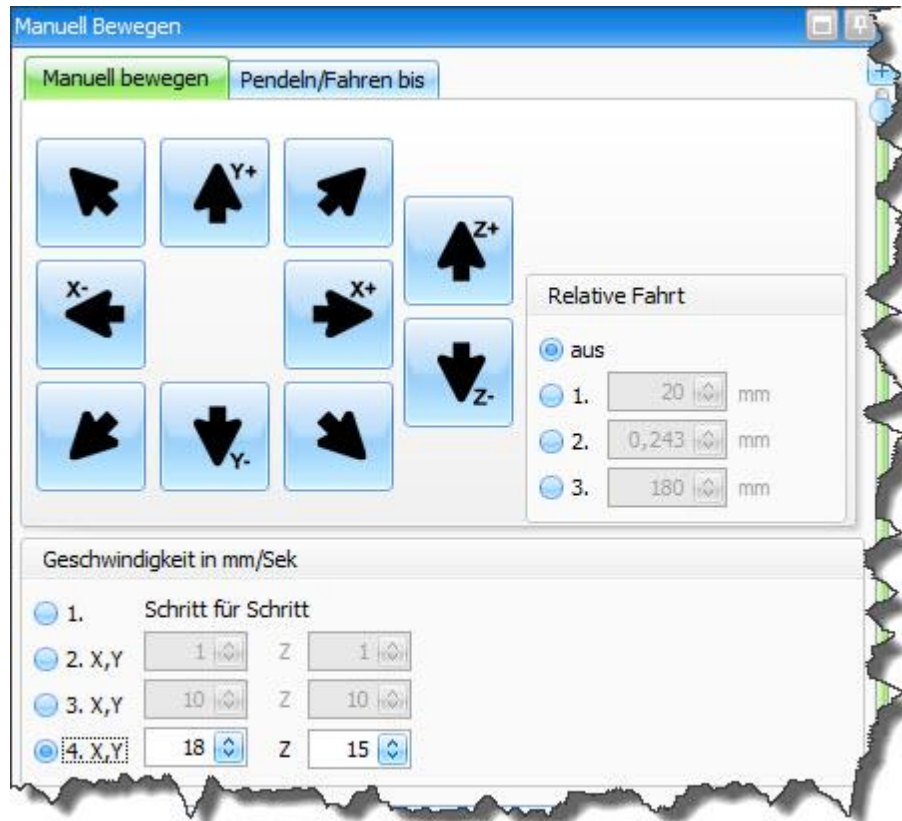 Manuell Bewegen
Manuell bewegen Pendeln/Fahren bis
Y+
Z+
X- X+
Z-
Y-
Relative Fahrt
aus
1. 20 mm
2. 0,243 mm
3. 180 mm
Geschwindigkeit in mm/Sek
1. Schritt für Schritt
2. X,Y 1 Z 1
3. X,Y 10 Z 10
4. X,Y 18 Z 15